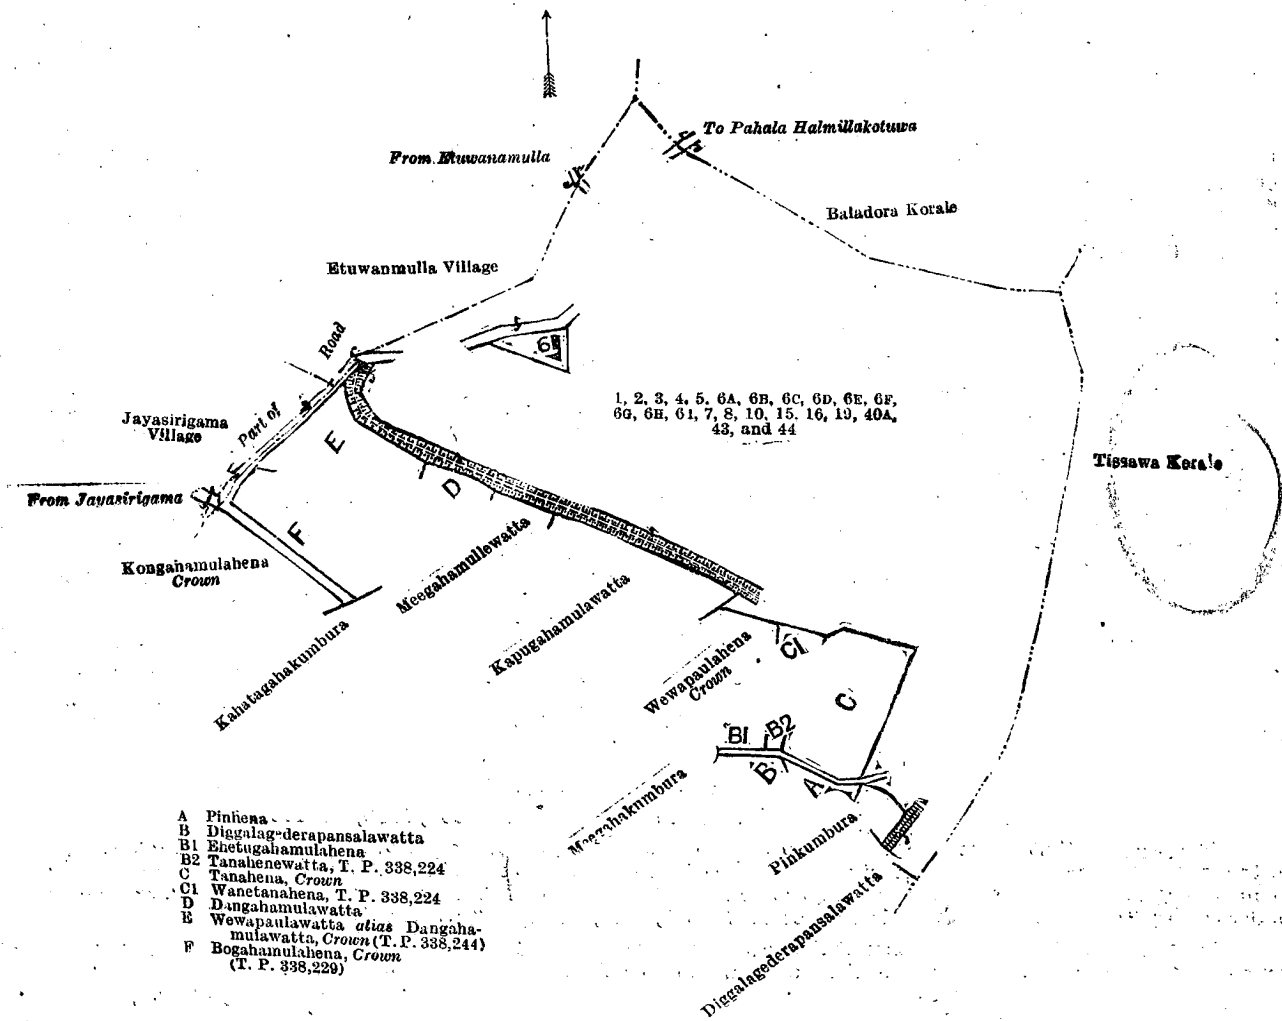 To Pahala Halmillakotuwa
From Etuwanamulla
Baladora Korale
Etuwanmulla Village
Road
6I
1, 2, 3, 4, 5, 6A, 6B, 6C, 6D, 6E, 6F,
6G, 6H, 6I, 7, 8, 10, 15, 16, 19, 40A,
43, and 44
Jayasirigama
Village
Part of
E
Tissawa Korale
From Jayasirigama
D
F
Meegahamullewatta
Kongahamulahena
Crown
Kapugahamulawatta
Kahatagahakumbura
Wewapaulahena
Crown
C1
C
B1
B2
B
A
Meegahakumbura
Pinkumbura
Diggalagederapansalawatta
A Pinhena
B Diggalagederapansalawatta
B1 Ehetugahamulahena
B2 Tanahenewatta, T. P. 338,224
C Tanahena, Crown
C1 Wanetanahena, T. P. 338,224
D Dangahamulawatta
E Wewapaulawatta alias Dangaha-
mulawatta, Crown (T. P. 338,244)
F Bogahamulahena, Crown
(T. P. 338,229)